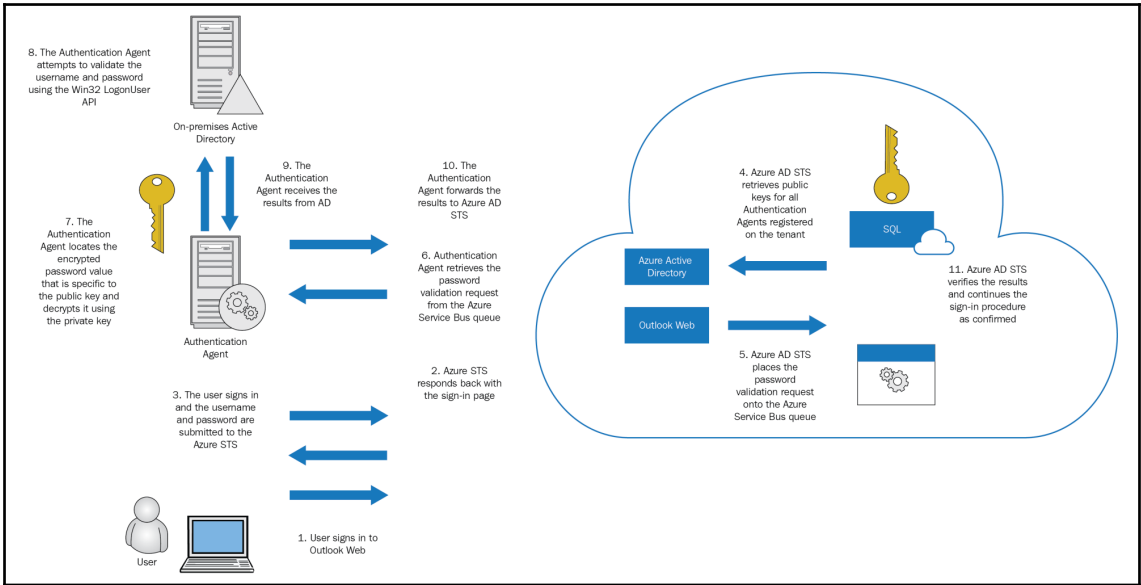 8. The Authentication Agent
attempts to validate the
username and password
using the Win32 LogonUser
API
On-premises Active
Directory
9. The
Authentication
Agent receives the
results from AD
10. The
Authentication
Agent forwards the
results to Azure AD
STS
7. The
Authentication
Agent locates the
encrypted
password value
that is specific to
the public key and
decrypts it using
the private key
Authentication
Agent
6. Authentication
Agent retrieves the
password
validation request
from the Azure
Service Bus queue
3. The user signs in
and the username
and password are
submitted to the
Azure STS
2. Azure STS
responds back with
the sign-in page
1. User signs in to
Outlook Web
User
4. Azure AD STS
retrieves public
keys for all
Authentication
Agents registered
on the tenant
SQL
Azure Active
Directory
Outlook Web
11. Azure AD STS
verifies the results
and continues the
sign-in procedure
as confirmed
5. Azure AD STS
places the
password
validation request
onto the Azure
Service Bus queue